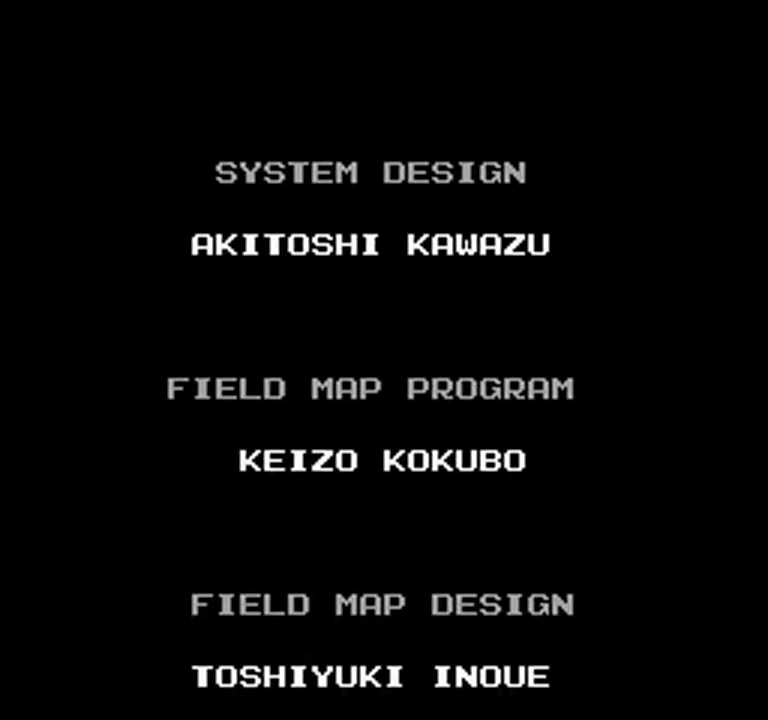 SYSTEM DESIGN
AKITOSHI KAWAZU
FIELD MAP PROGRAM
KEIZO KOKUBO
FIELD MAP DESIGN
TOSHIYUKI INOUE